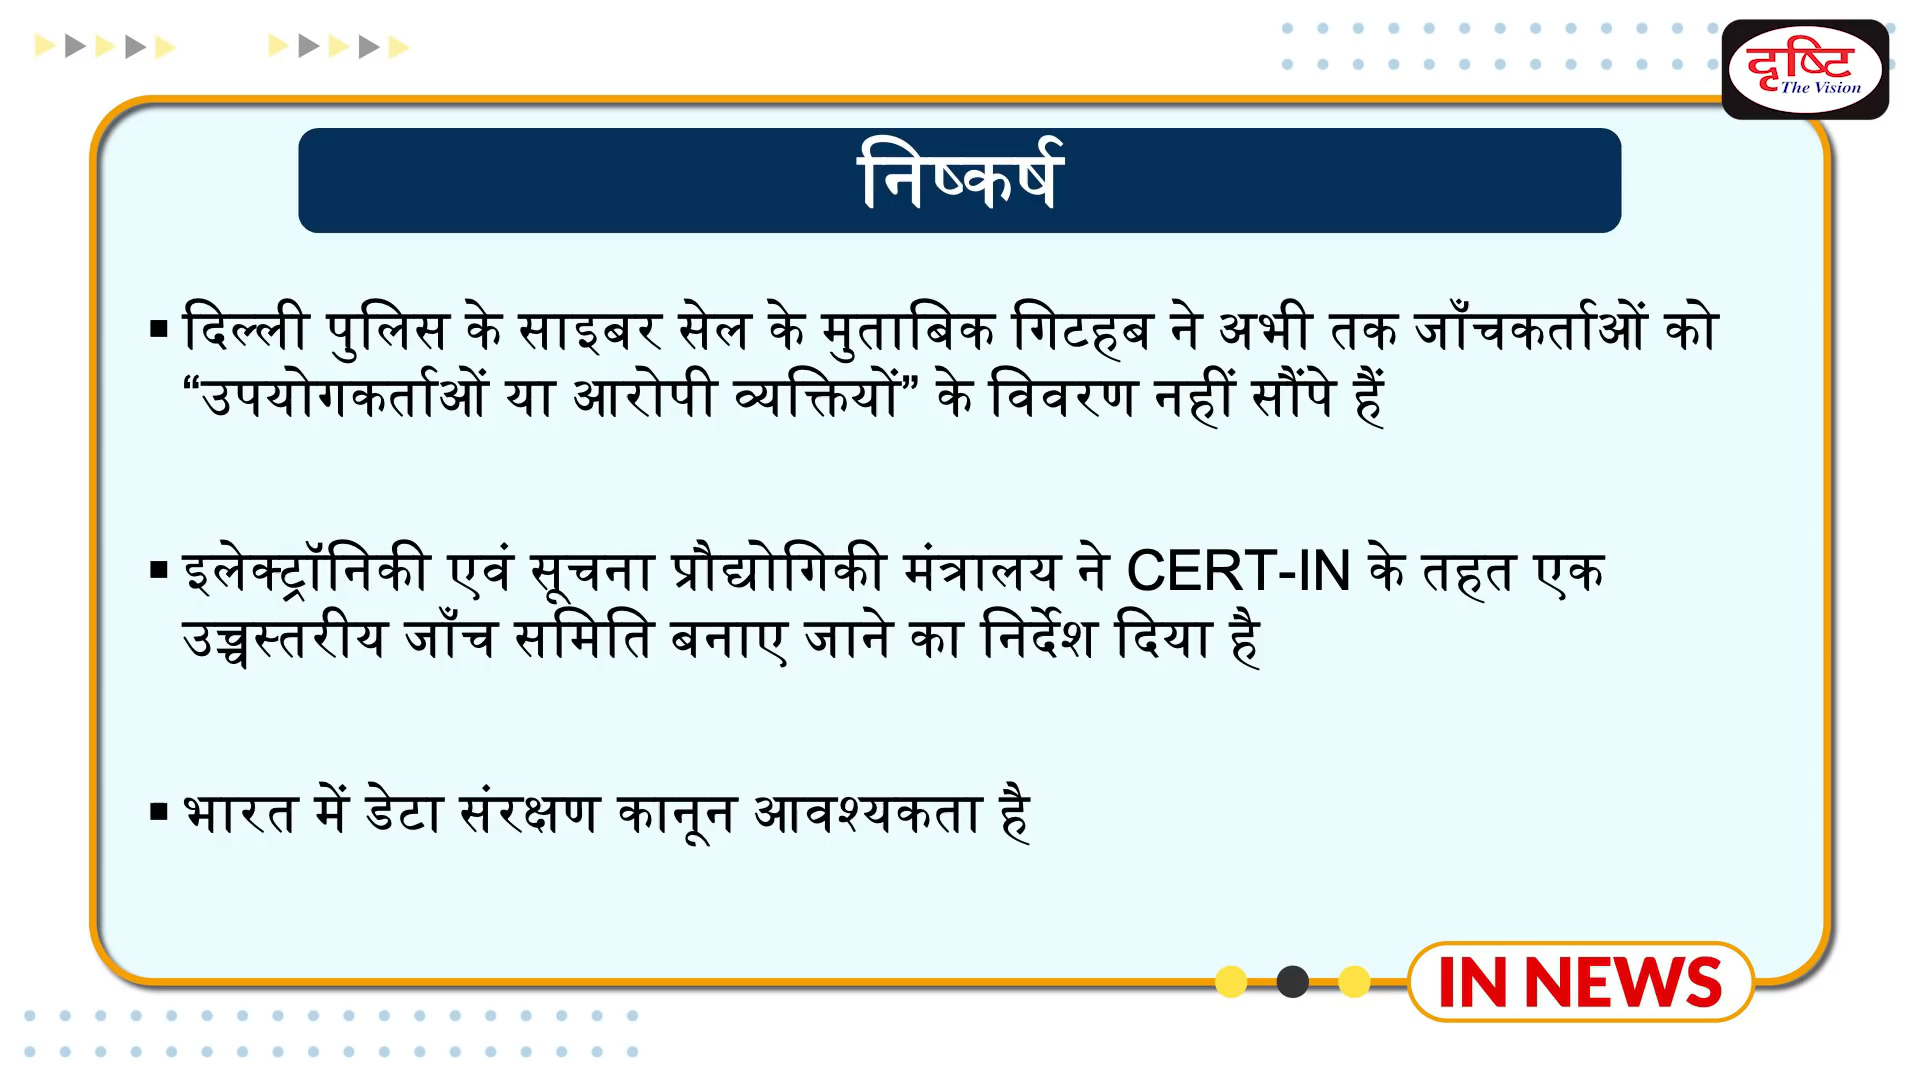 दृष्टि
The Vision
निष्कर्ष
▪ दिल्ली पुलिस के साइबर सेल के मुताबिक गिटहब ने अभी तक जाँचकर्ताओं को
“उपयोगकर्ताओं या आरोपी व्यक्तियों” के विवरण नहीं सौंपे हैं
▪ इलेक्ट्रॉनिकी एवं सूचना प्रौद्योगिकी मंत्रालय ने CERT-IN के तहत एक
उच्चस्तरीय जाँच समिति बनाए जाने का निर्देश दिया है
▪ भारत में डेटा संरक्षण कानून आवश्यकता है
IN NEWS